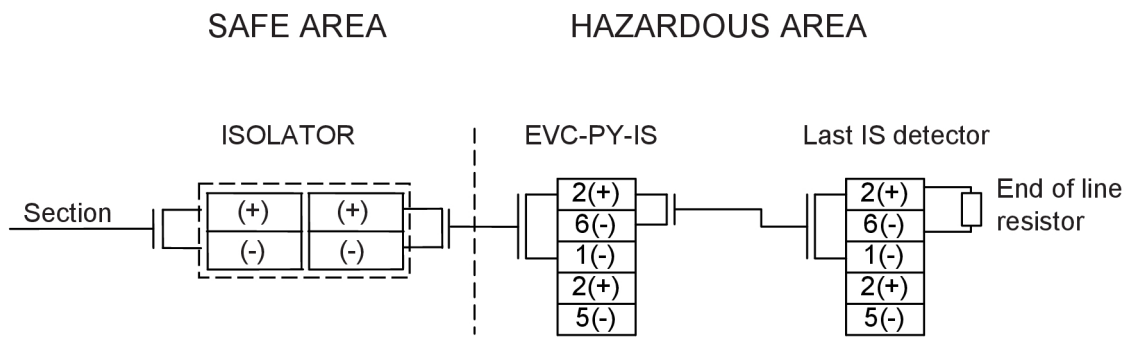 SAFE AREA
HAZARDOUS AREA
ISOLATOR
EVC-PY-IS
Last IS detector
Section
(+)
(+)
(-)
(-)
2(+)
6(-)
1(-)
2(+)
5(-)
2(+)
6(-)
1(-)
2(+)
5(-)
End of line
resistor